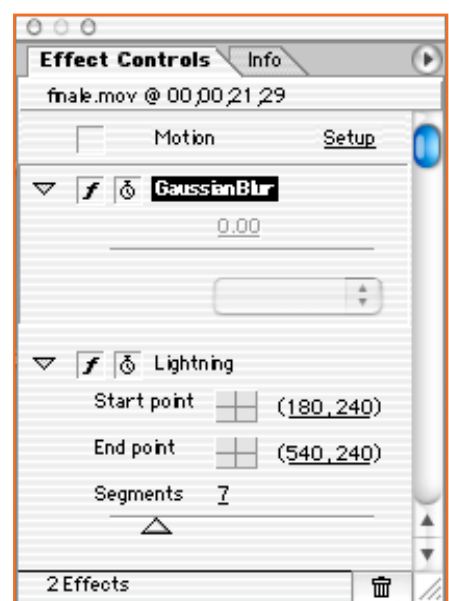 Effect Controls Info
finale.mov @ 00;00;21;29
Motion Setup
GaussianBlur
0.00
Lightning
Start point (180,240)
End point (540,240)
Segments 7
2 Effects